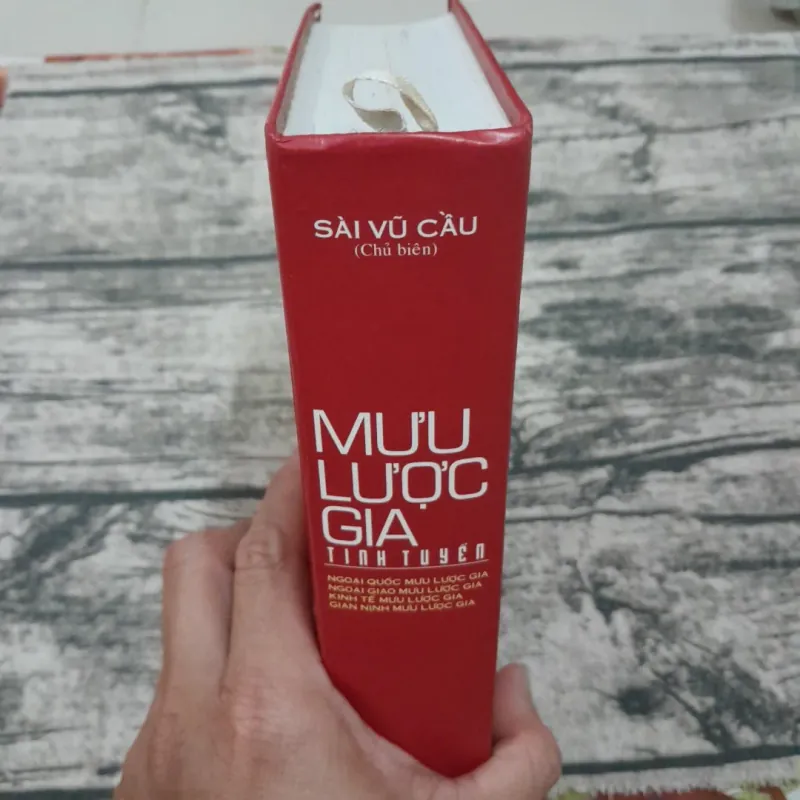 SÀI VŨ CẦU
(Chủ biên)
MƯU
LƯỢC
GIA
TINH TUYỂN
NGOẠI QUỐC MƯU LƯỢC GIA
NGOẠI GIAO MƯU LƯỢC GIA
KINH TẾ MƯU LƯỢC GIA
GIAN NỊNH MƯU LƯỢC GIA